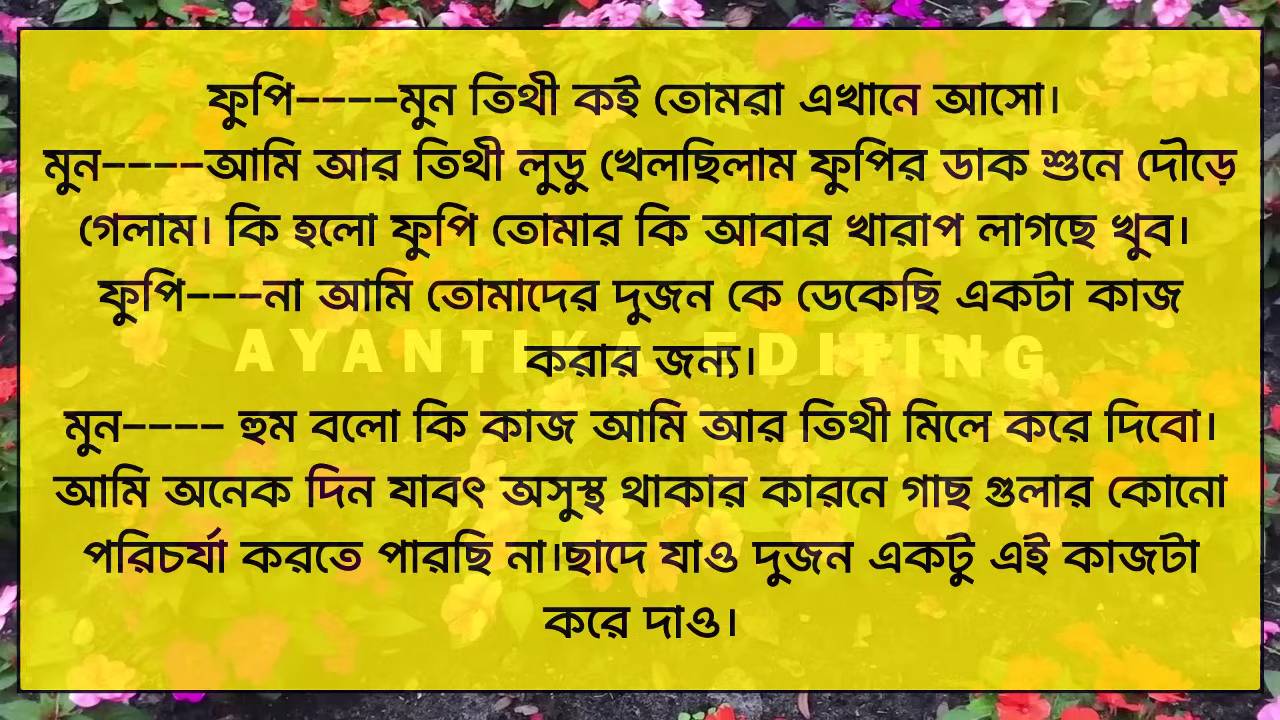 ফুপি----মুন তিথী কই তোমরা এখানে আসো।
মুন----আমি আর তিথী লুডু খেলছিলাম ফুপির ডাক শুনে দৌড়ে
গেলাম। কি হলো ফুপি তোমার কি আবার খারাপ লাগছে খুব।
ফুপি---না আমি তোমাদের দুজন কে ডেকেছি একটা কাজ
AYANTIKA EDITING
করার জন্য।
মুন---- হুম বলো কি কাজ আমি আর তিথী মিলে করে দিবো।
আমি অনেক দিন যাবৎ অসুস্থ থাকার কারনে গাছ গুলার কোনো
পরিচর্যা করতে পারছি না।ছাদে যাও দুজন একটু এই কাজটা
করে দাও।